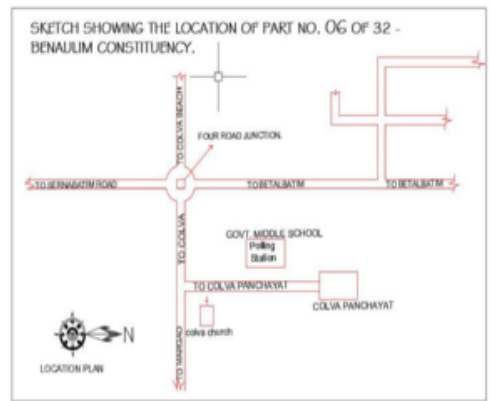 SKETCH SHOWING THE LOCATION OF PART NO. 06 OF 32 -
BENAULIM CONSTITUENCY.
TO COLVA BEACH
FOUR ROAD JUNCTION.
TO SERNABATIM ROAD
TO BETALBATIM
TO BETALBATIM
TO COLVA
GOVT. MIDDLE SCHOOL
Polling
Station
TO COLVA PANCHAYAT
COLVA PANCHAYAT
colva church
TO MARGAO
N
LOCATION PLAN